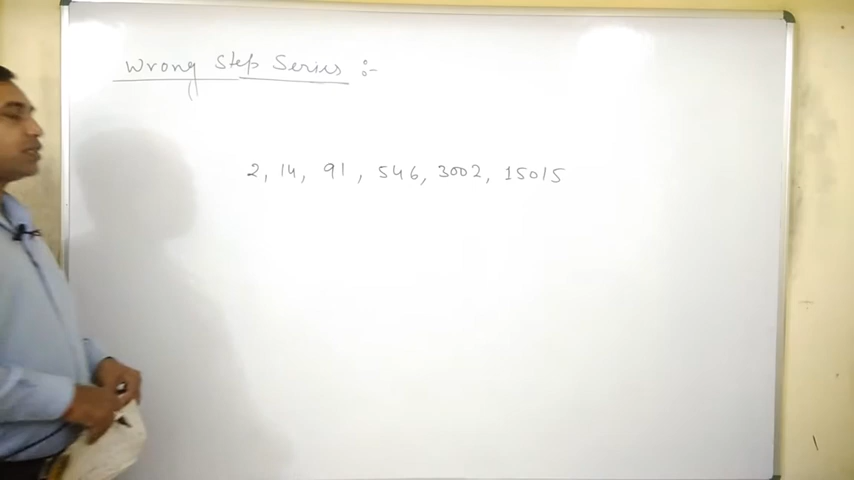 Wrong Step Series :-
2, 14, 91, 546, 3002, 15015